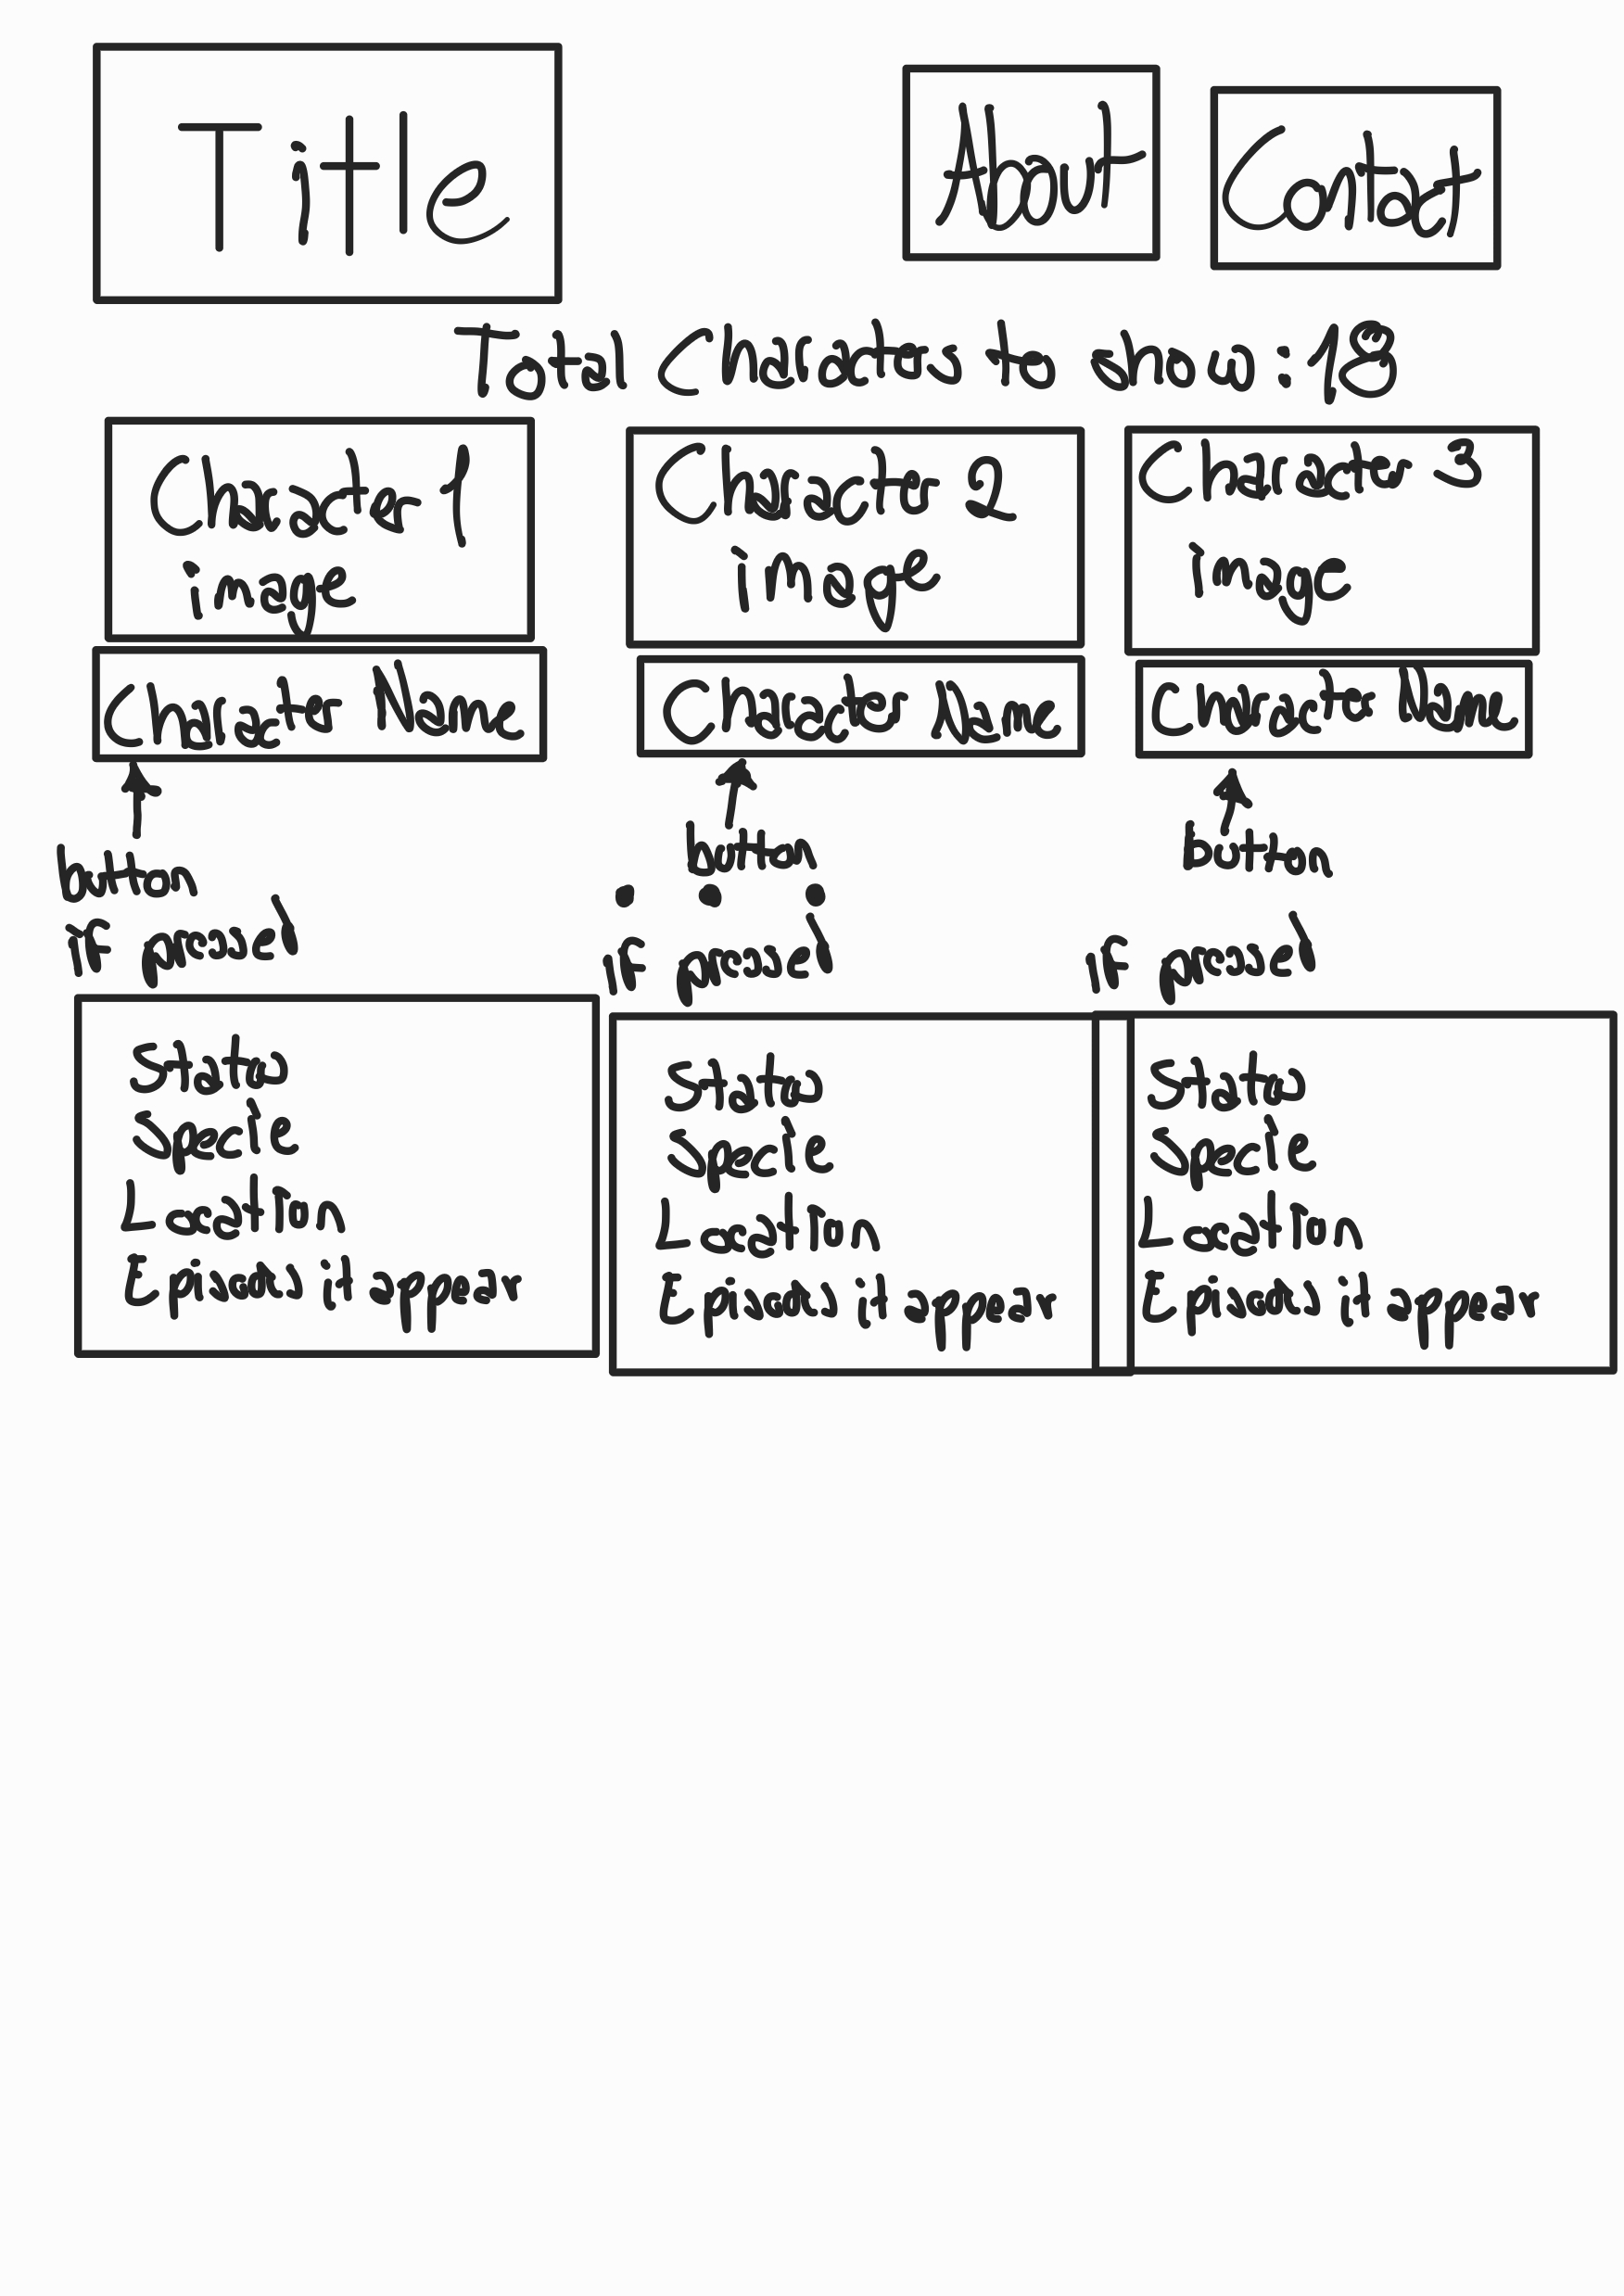 Title
About
Contact
Total Characters to show: 18
Character 1
image
Character 2
image
Character 3
image
Character Name
Character Name
Character Name
button
if pressed
button
if pressed
button
if pressed
Status
Specie
Location
Episodes it appear
Status
Specie
Location
Episodes it appear
Status
Specie
Location
Episodes it appear